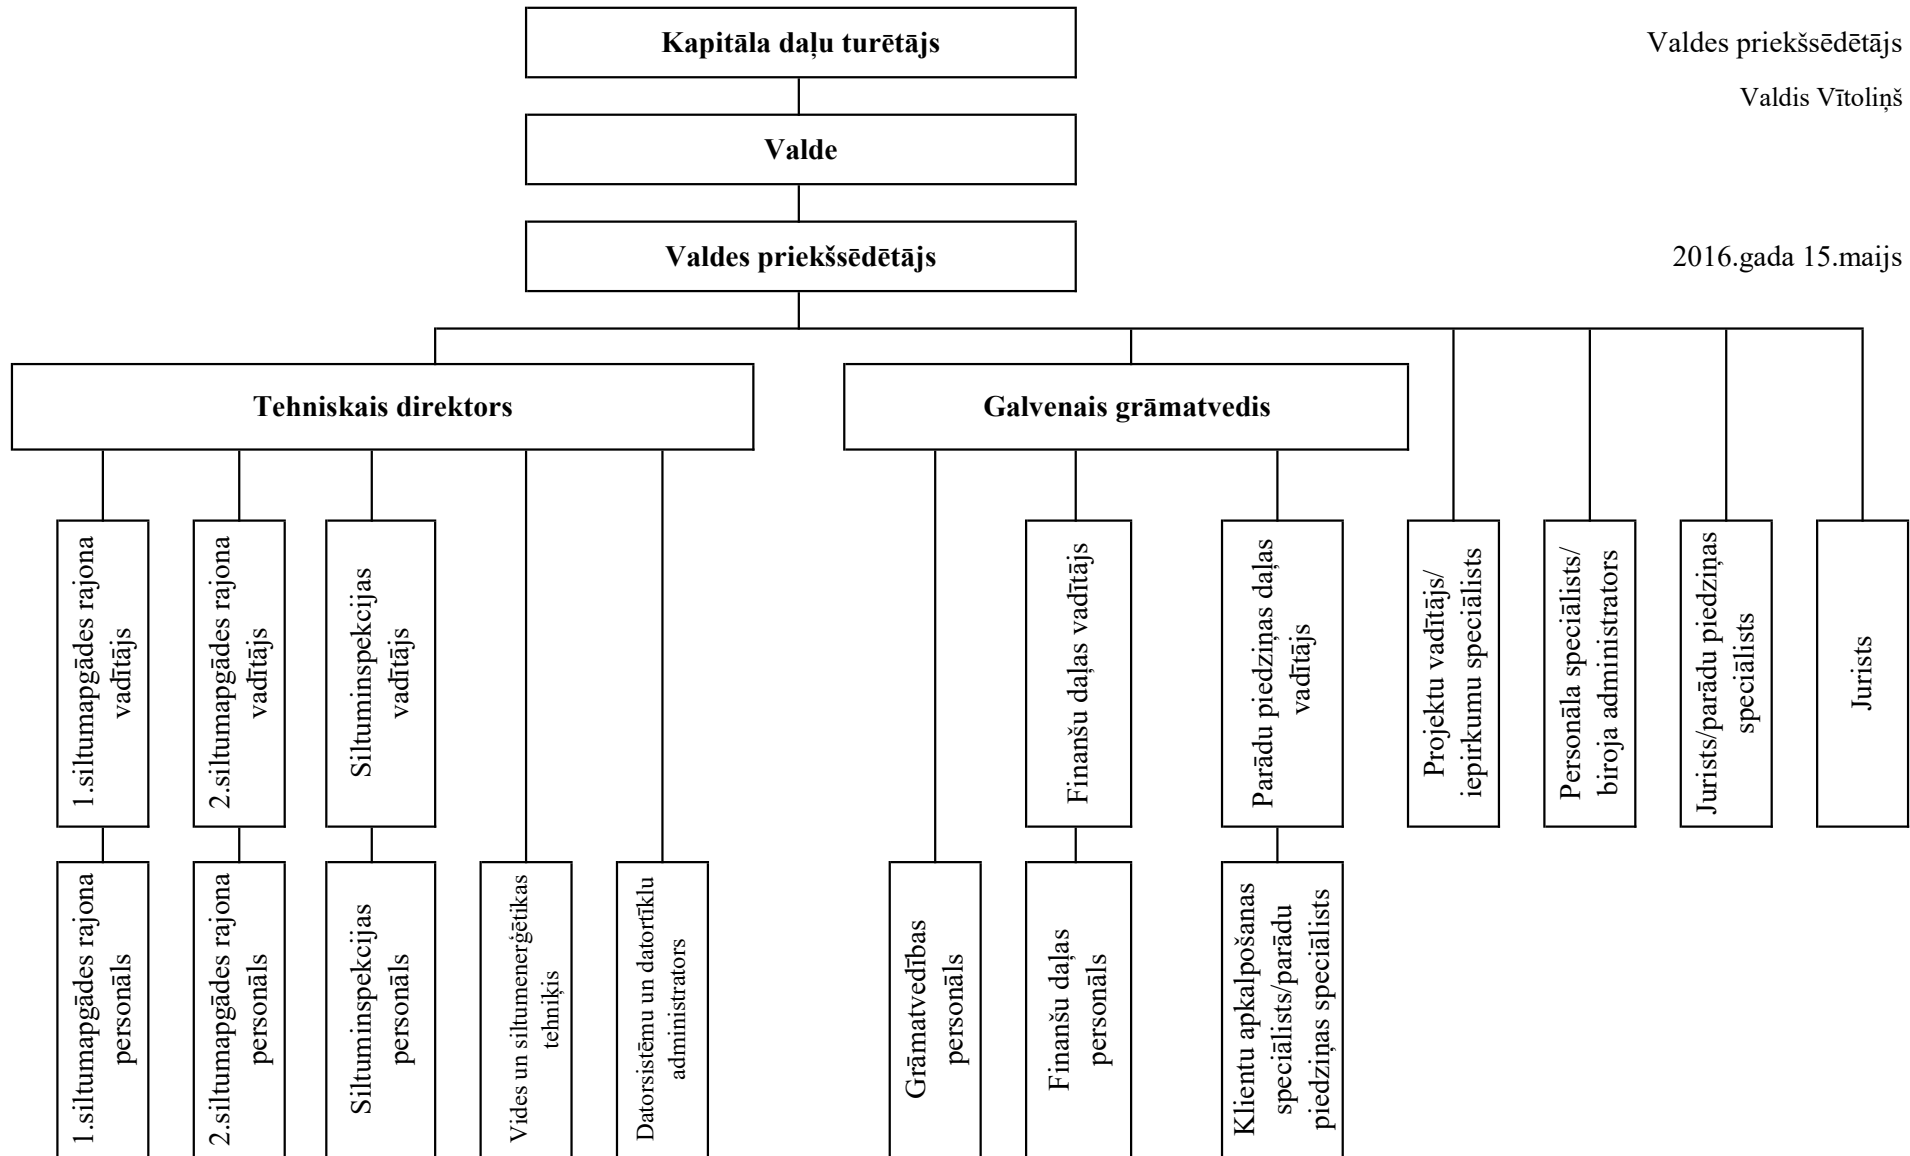 Kapitāla daļu turētājs
Valdes priekšsēdētājs
Valdis Vītoliņš
Valde
Valdes priekšsēdētājs
2016.gada 15.maijs
Tehniskais direktors
Galvenais grāmatvedis
1.siltumapgādes rajona
vadītājs
2.siltumapgādes rajona
vadītājs
Siltuminspekcijas
vadītājs
Finanšu daļas vadītājs
Parādu piedziņas daļas
vadītājs
Projektu vadītājs/
iepirkumu speciālists
Personāla speciālists/
biroja administrators
Jurists/parādu piedziņas
speciālists
Jurists
1.siltumapgādes rajona
personāls
2.siltumapgādes rajona
personāls
Siltuminspekcijas
personāls
Vides un siltumenerģētikas
tehniķis
Datorsistēmu un datortīklu
administrators
Grāmatvedības
personāls
Finanšu daļas
personāls
Klientu apkalpošanas
speciālists/parādu
piedziņas speciālists